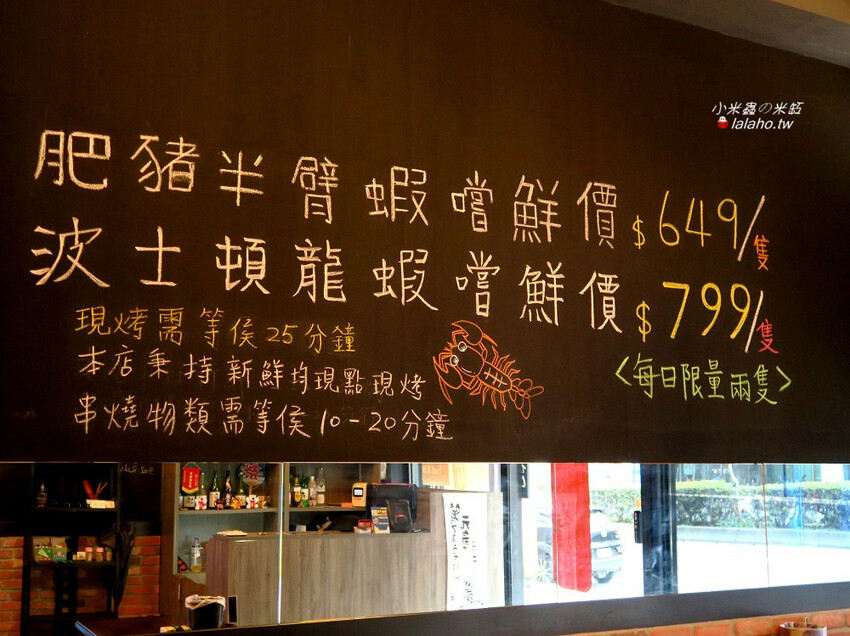 小米蟲の米缸
lalaho.tw
肥豬半臂蝦嚐鮮價$649/隻
波士頓龍蝦嚐鮮價$799/隻
<每日限量兩隻>
現烤需等侯25分鐘
本店秉持新鮮均現點現烤
串燒物類需等侯10-20分鐘